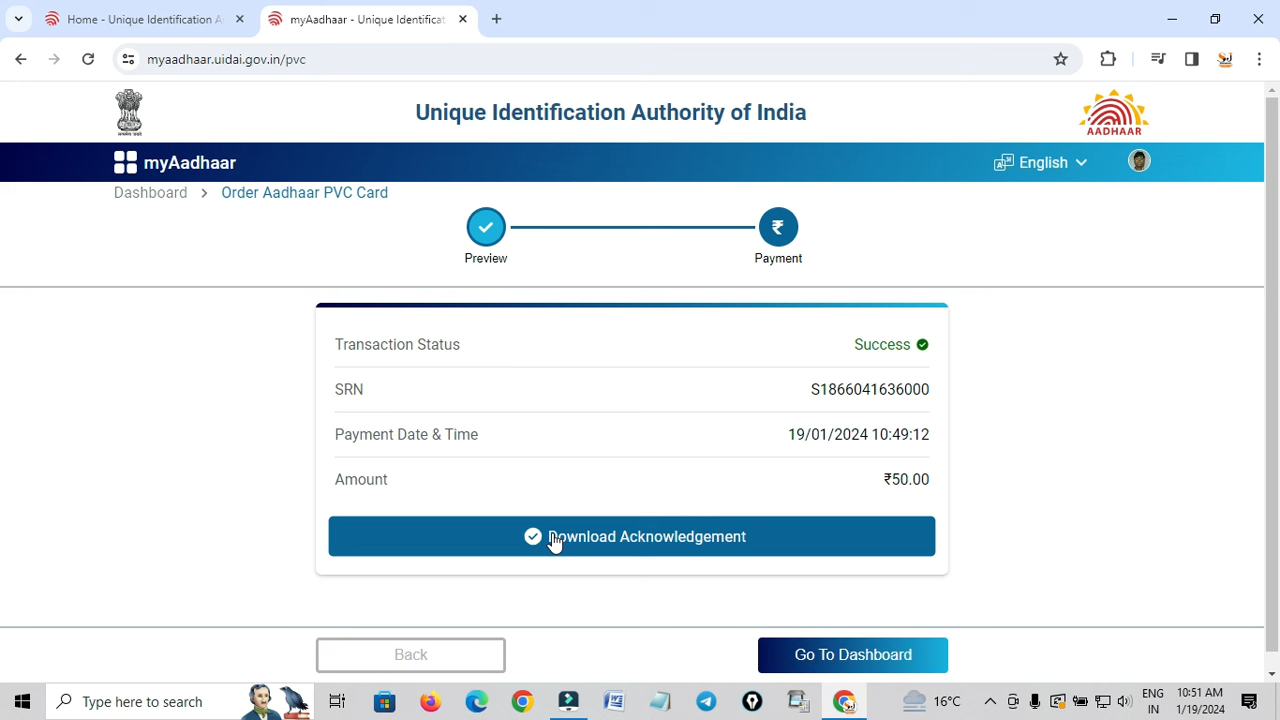 Home - Unique Identification A
myAadhaar - Unique Identificat
myaadhaar.uidai.gov.in/pvc
Unique Identification Authority of India
AADHAAR
myAadhaar
English
Dashboard > Order Aadhaar PVC Card
₹
Preview
Payment
Transaction Status Success
SRN S1866041636000
Payment Date & Time 19/01/2024 10:49:12
Amount ₹50.00
Download Acknowledgement
Back
Go To Dashboard
Type here to search
16°C
ENG
IN
10:51 AM
1/19/2024